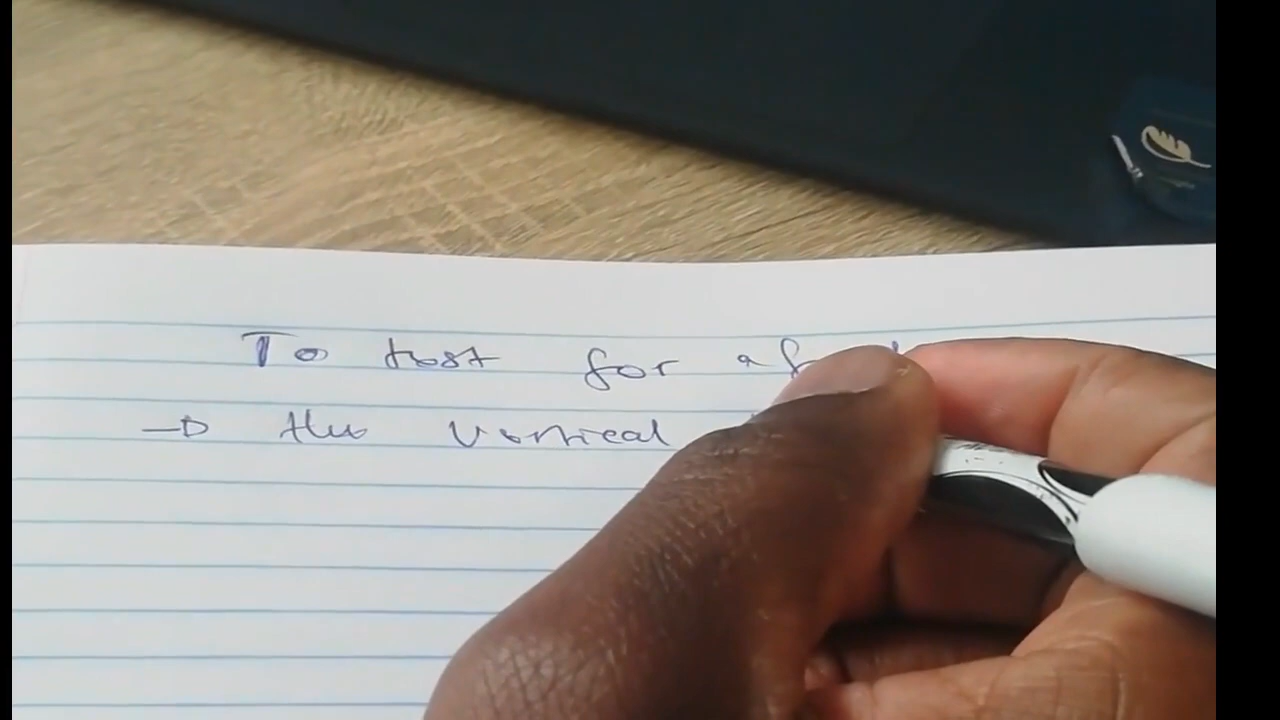 To test for a f
→ the vertical